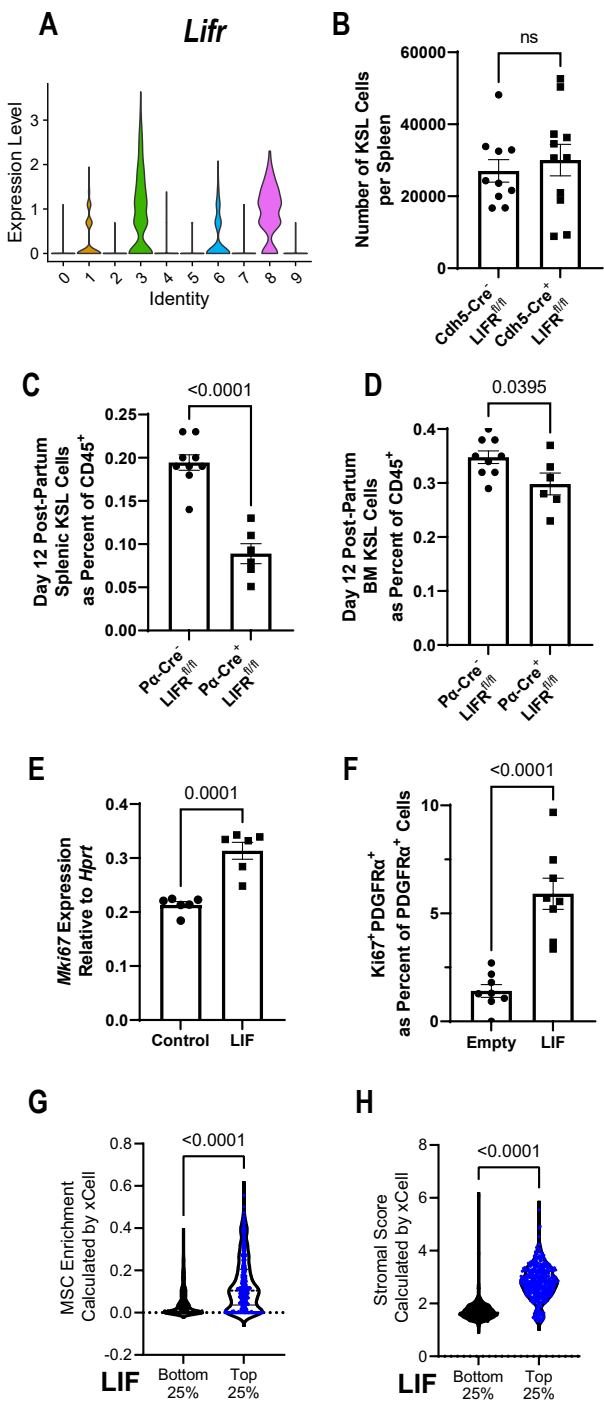 A
Lifr
Expression Level
3
2
1
0
0 1 2 3 4 5 6 7 8 9
Identity
B
ns
Number of KSL Cells
per Spleen
60000
40000
20000
0
Cdh5-Cre⁻
LIFRfl/fl
Cdh5-Cre⁺
LIFRfl/fl
C
<0.0001
Day 12 Post-Partum
Splenic KSL Cells
as Percent of CD45⁺
0.25
0.20
0.15
0.10
0.05
0.00
Pα-Cre⁻
LIFRfl/fl
Pα-Cre⁺
LIFRfl/fl
D
0.0395
Day 12 Post-Partum
BM KSL Cells
as Percent of CD45⁺
0.4
0.3
0.2
0.1
0.0
Pα-Cre⁻
LIFRfl/fl
Pα-Cre⁺
LIFRfl/fl
E
0.0001
Mki67 Expression
Relative to Hprt
0.4
0.3
0.2
0.1
0.0
Control LIF
F
<0.0001
Ki67⁺PDGFRα⁺
as Percent of PDGFRα⁺ Cells
10
5
0
Empty LIF
G
<0.0001
MSC Enrichment
Calculated by xCell
0.8
0.6
0.4
0.2
0.0
-0.2
LIF
Bottom 25%
Top 25%
H
<0.0001
Stromal Score
Calculated by xCell
8
6
4
2
0
LIF
Bottom 25%
Top 25%